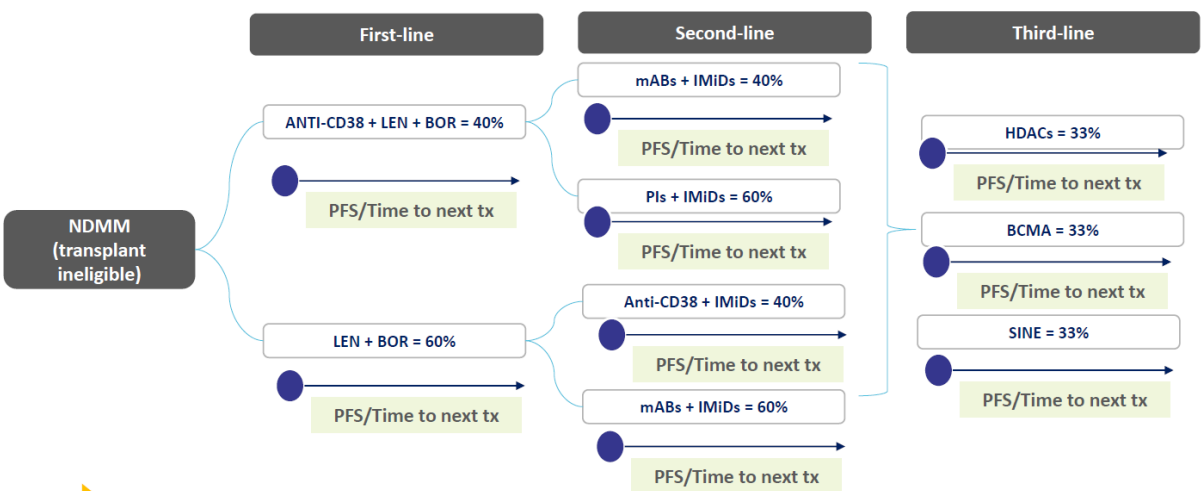 First-line
Second-line
Third-line
NDMM
(transplant
ineligible)
ANTI-CD38 + LEN + BOR = 40%
PFS/Time to next tx
LEN + BOR = 60%
PFS/Time to next tx
mABs + IMiDs = 40%
PFS/Time to next tx
PIs + IMiDs = 60%
PFS/Time to next tx
Anti-CD38 + IMiDs = 40%
PFS/Time to next tx
mABs + IMiDs = 60%
PFS/Time to next tx
HDACs = 33%
PFS/Time to next tx
BCMA = 33%
PFS/Time to next tx
SINE = 33%
PFS/Time to next tx